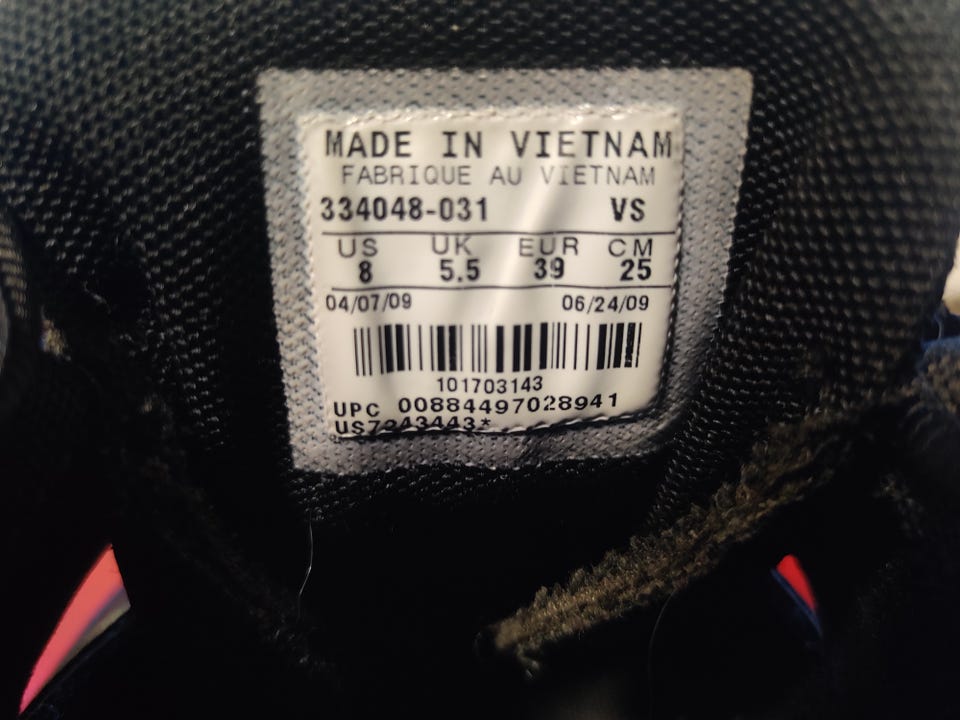 MADE IN VIETNAM
FABRIQUE AU VIETNAM
334048-031 VS
US UK EUR CM
8 5.5 39 25
04/07/09 06/24/09
101703143
UPC 00884497028941
US7243443*